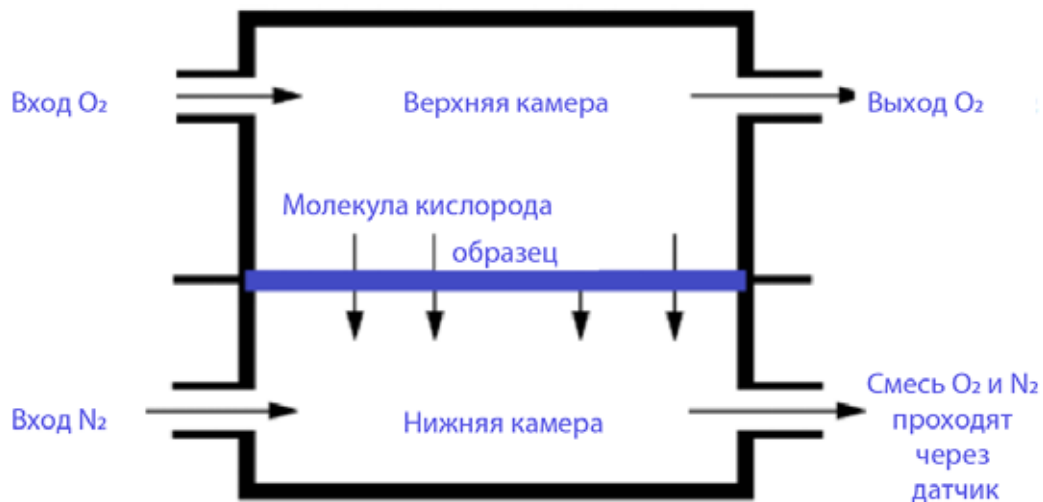 Вход O₂
Верхняя камера
Выход O₂
Молекула кислорода
образец
Вход N₂
Нижняя камера
Смесь O₂ и N₂
проходят
через
датчик